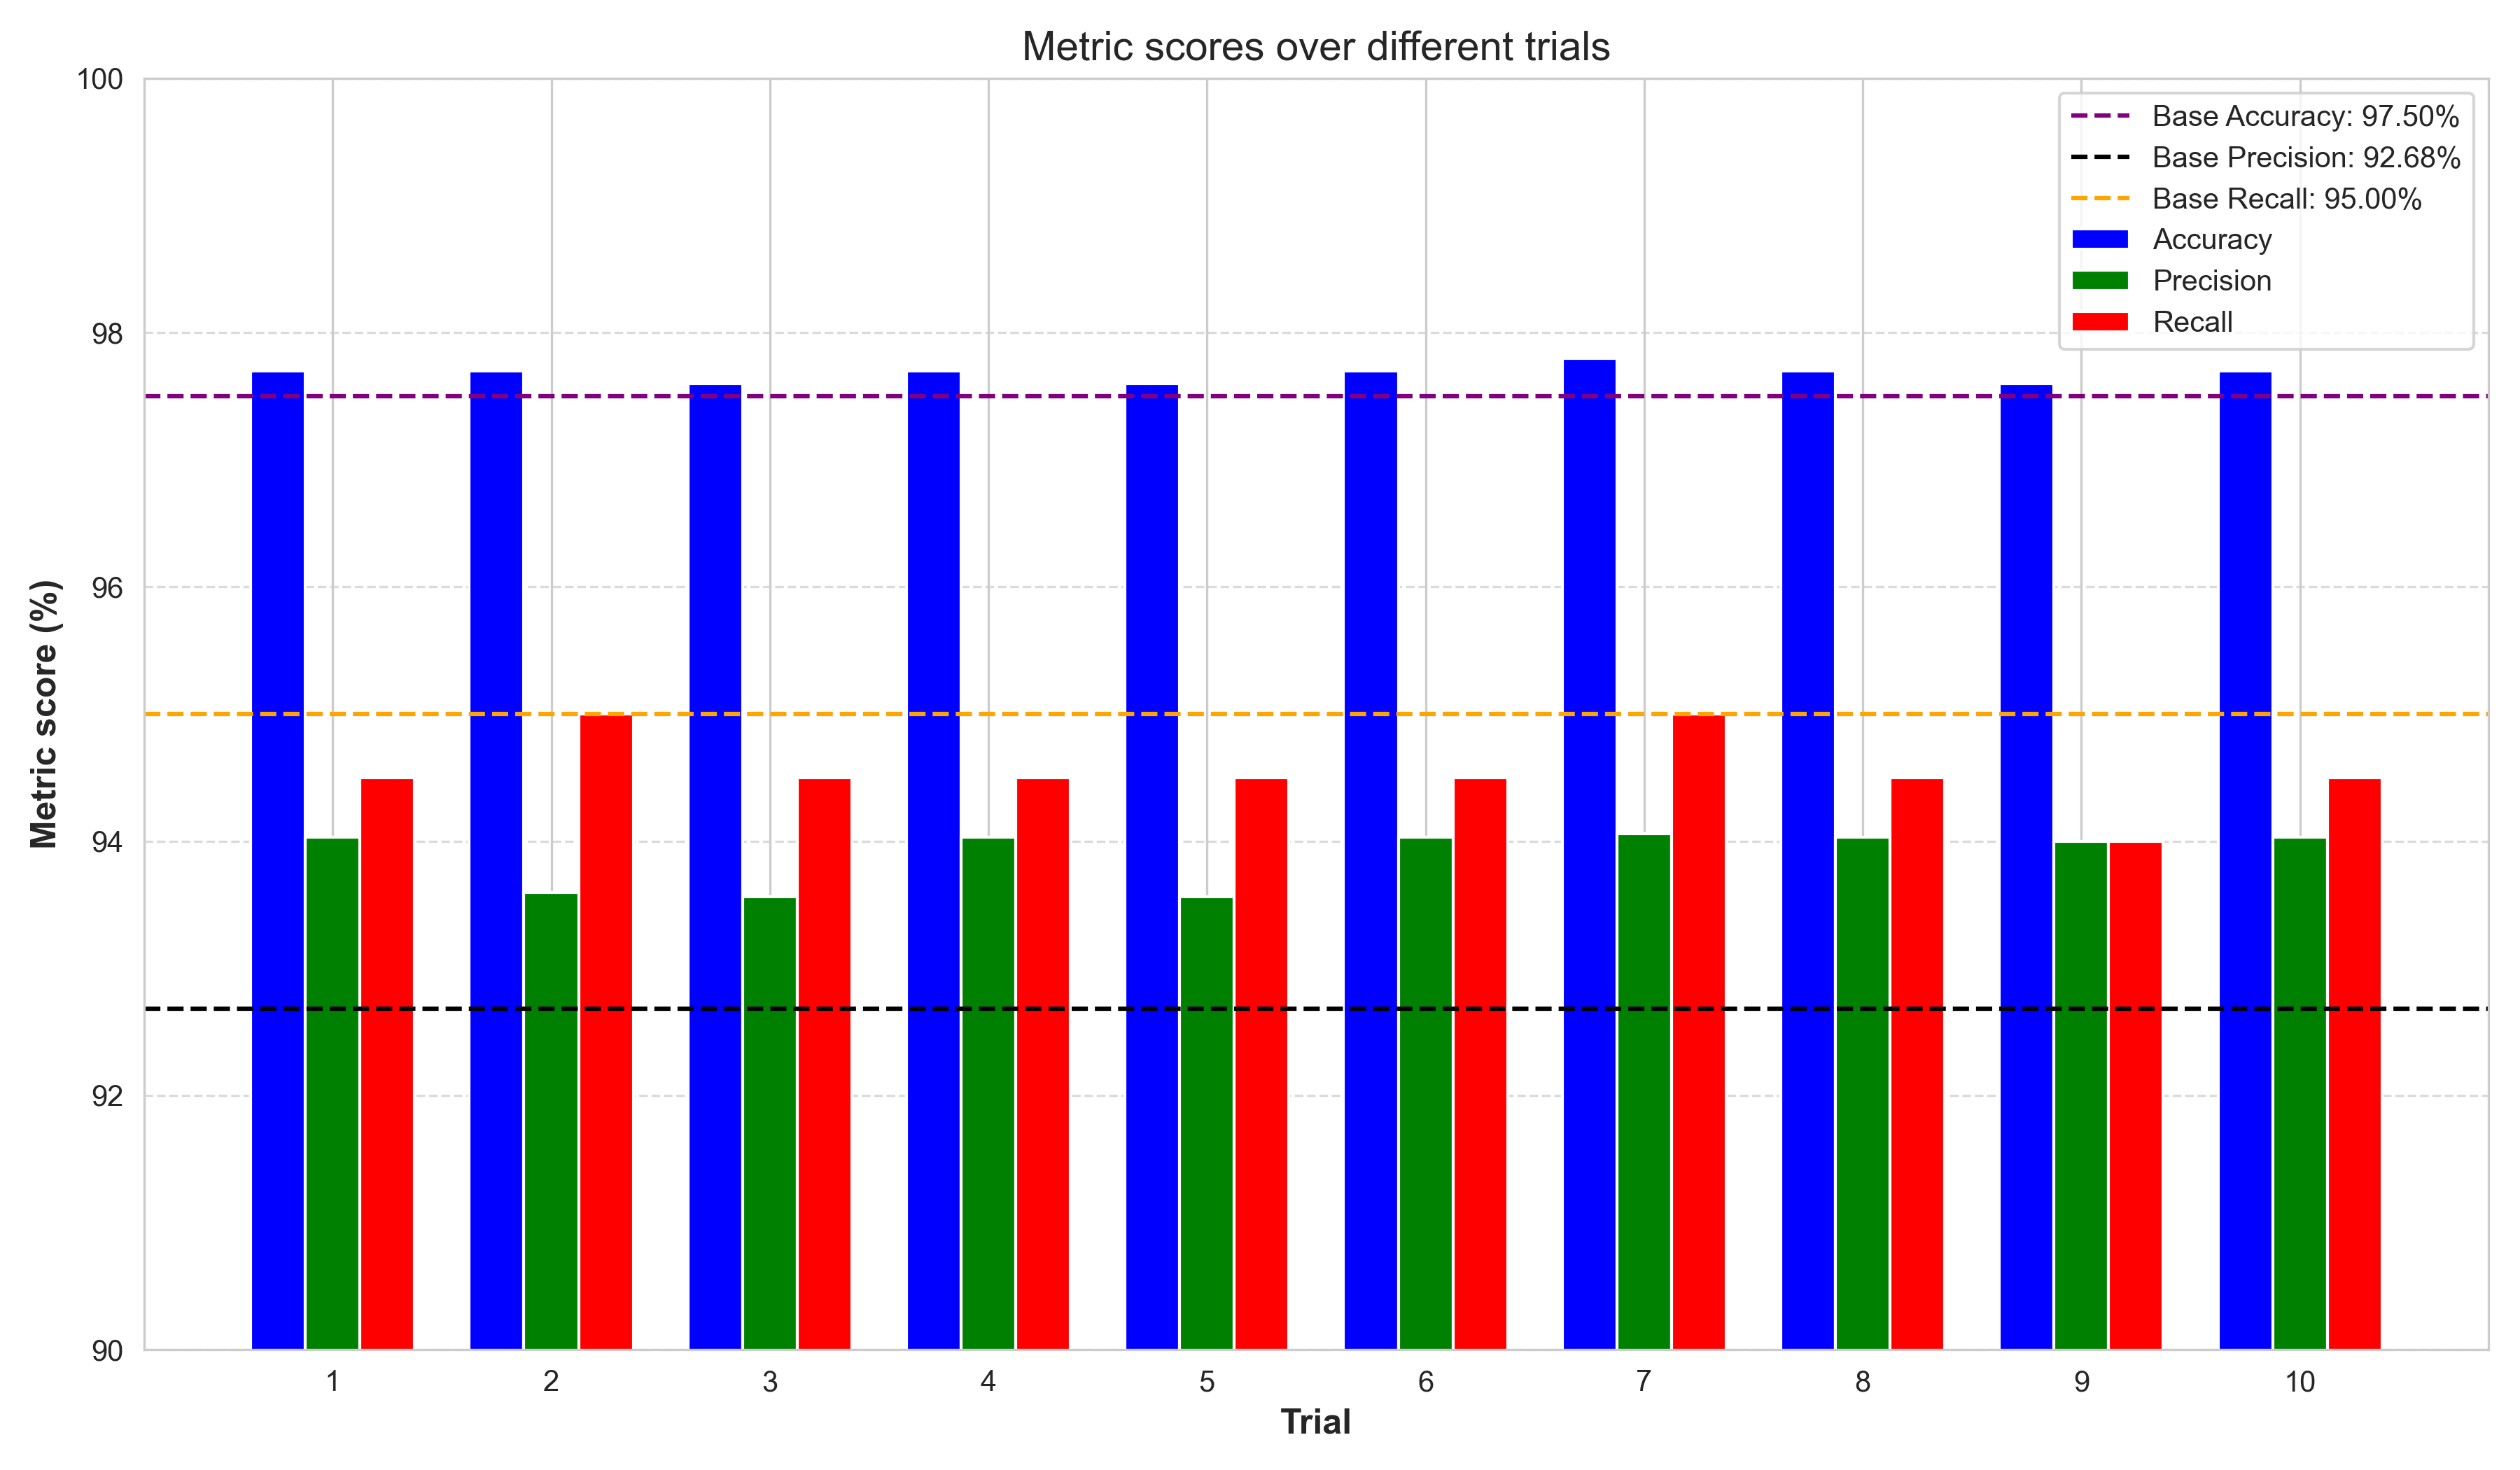 Metric scores over different trials
100
98
96
94
92
90
Metric score (%)
Base Accuracy: 97.50%
Base Precision: 92.68%
Base Recall: 95.00%
Accuracy
Precision
Recall
1 2 3 4 5 6 7 8 9 10
Trial